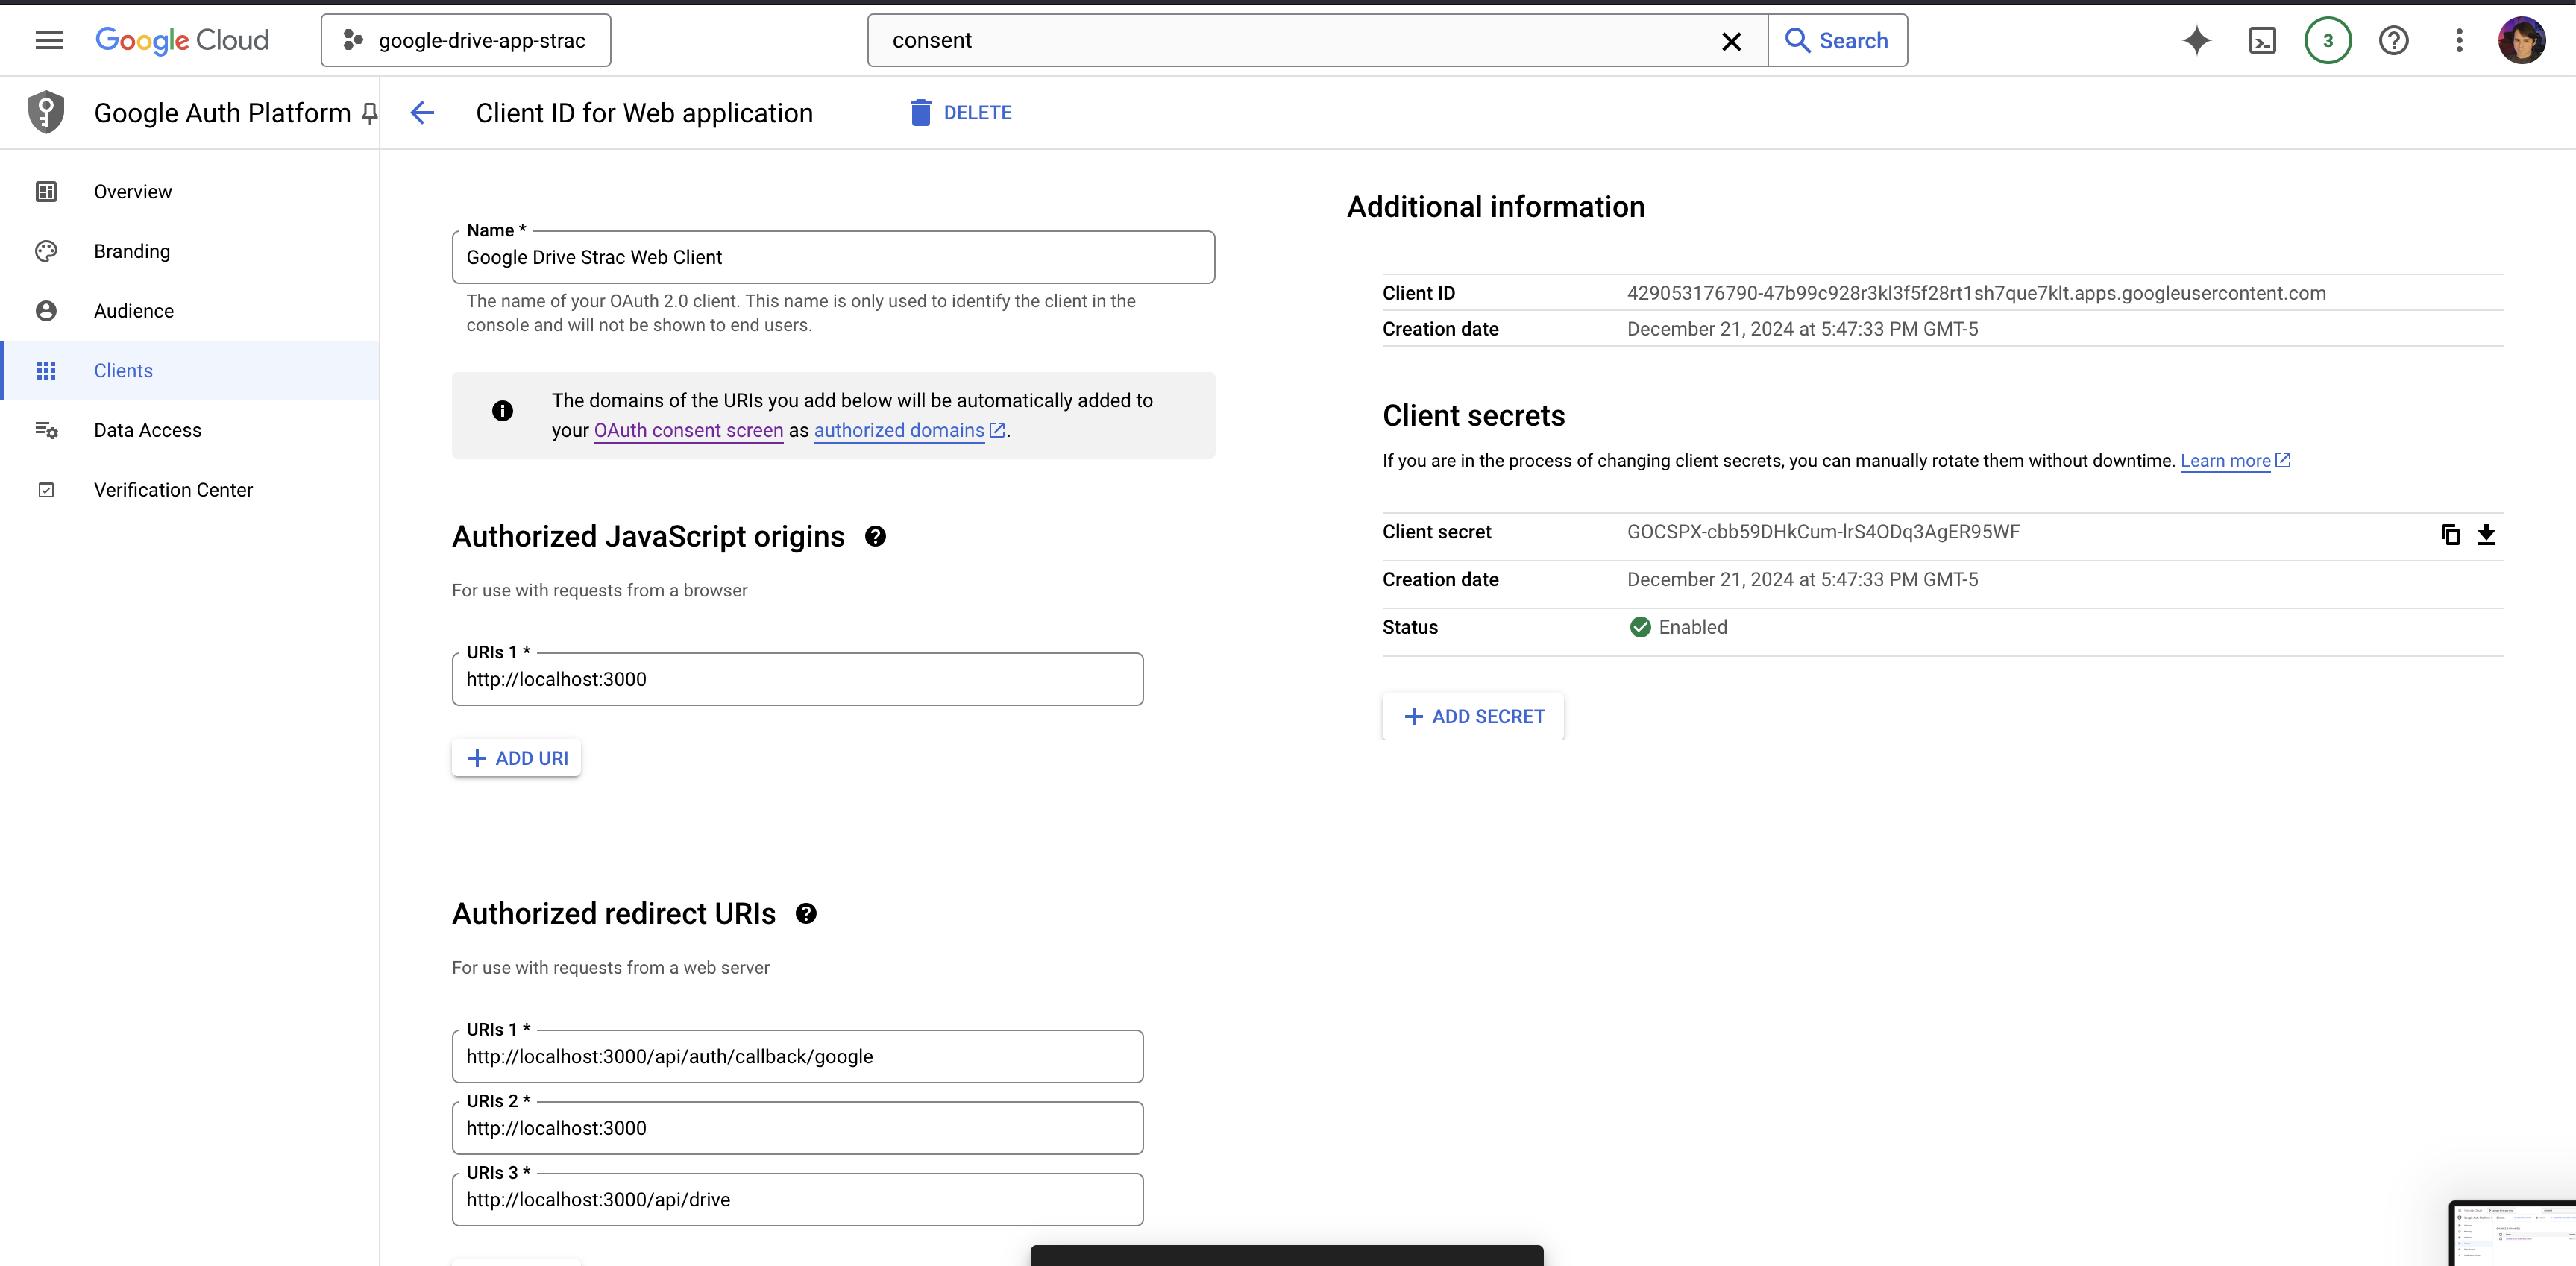 Google Cloud
google-drive-app-strac
consent
Search
3
Google Auth Platform
Client ID for Web application
DELETE
Overview
Branding
Audience
Clients
Data Access
Verification Center
Name *
Google Drive Strac Web Client
The name of your OAuth 2.0 client. This name is only used to identify the client in the
console and will not be shown to end users.
The domains of the URIs you add below will be automatically added to
your OAuth consent screen as authorized domains.
Authorized JavaScript origins
For use with requests from a browser
URIs 1 *
http://localhost:3000
ADD URI
Authorized redirect URIs
For use with requests from a web server
URIs 1 *
http://localhost:3000/api/auth/callback/google
URIs 2 *
http://localhost:3000
URIs 3 *
http://localhost:3000/api/drive
Additional information
Client ID 429053176790-47b99c928r3kl3f5f28rt1sh7que7klt.apps.googleusercontent.com
Creation date December 21, 2024 at 5:47:33 PM GMT-5
Client secrets
If you are in the process of changing client secrets, you can manually rotate them without downtime. Learn more
Client secret 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
Creation date December 21, 2024 at 5:47:33 PM GMT-5
Status Enabled
ADD SECRET